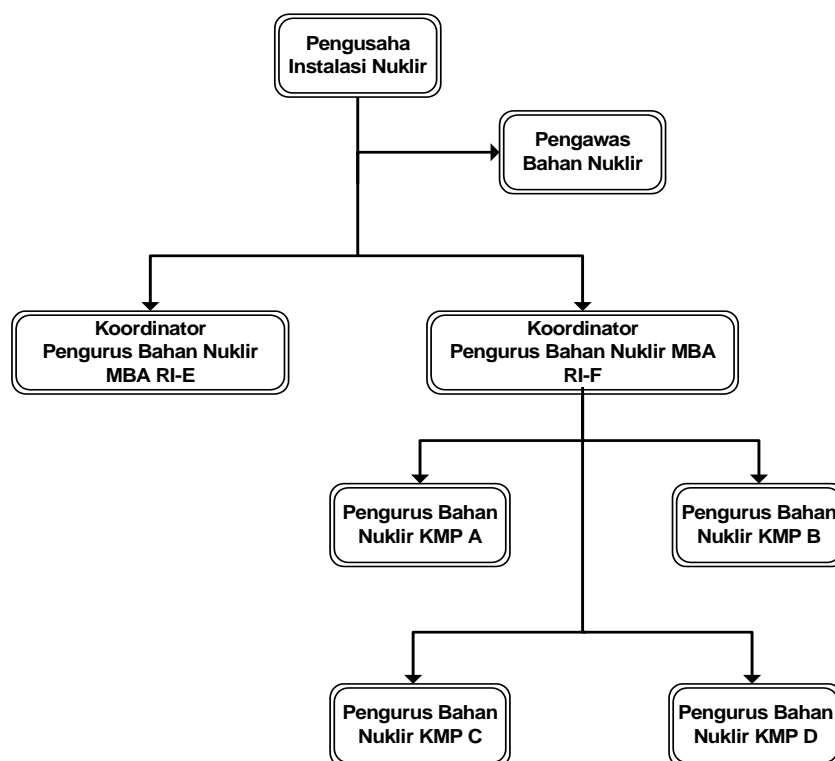 Pengusaha
Instalasi Nuklir
Pengawas
Bahan Nuklir
Koordinator
Pengurus Bahan Nuklir
MBA RI-E
Koordinator
Pengurus Bahan Nuklir MBA
RI-F
Pengurus Bahan
Nuklir KMP A
Pengurus Bahan
Nuklir KMP B
Pengurus Bahan
Nuklir KMP C
Pengurus Bahan
Nuklir KMP D